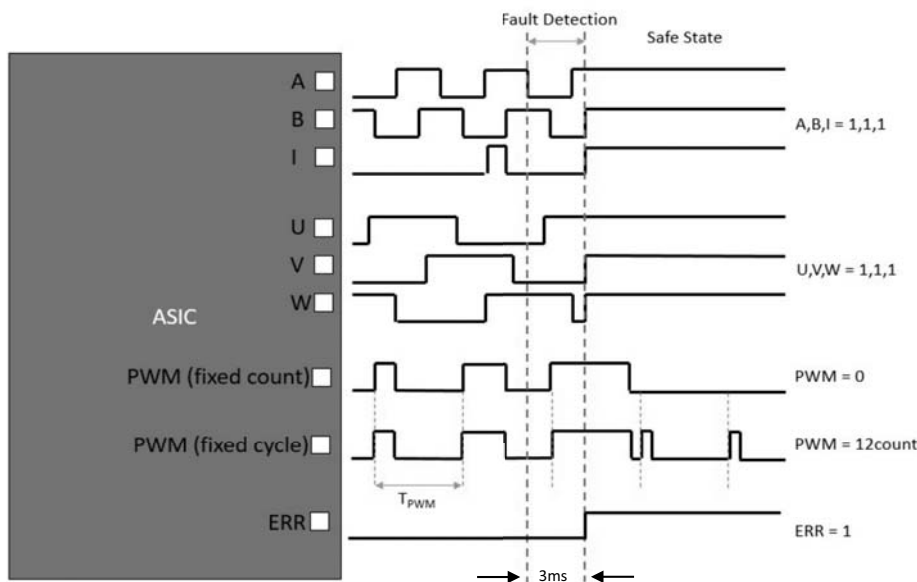 Fault Detection
Safe State
A
B
A,B,I = 1,1,1
I
U
V
U,V,W = 1,1,1
W
ASIC
PWM (fixed count)
PWM = 0
PWM (fixed cycle)
PWM = 12count
TPWM
ERR
ERR = 1
3ms